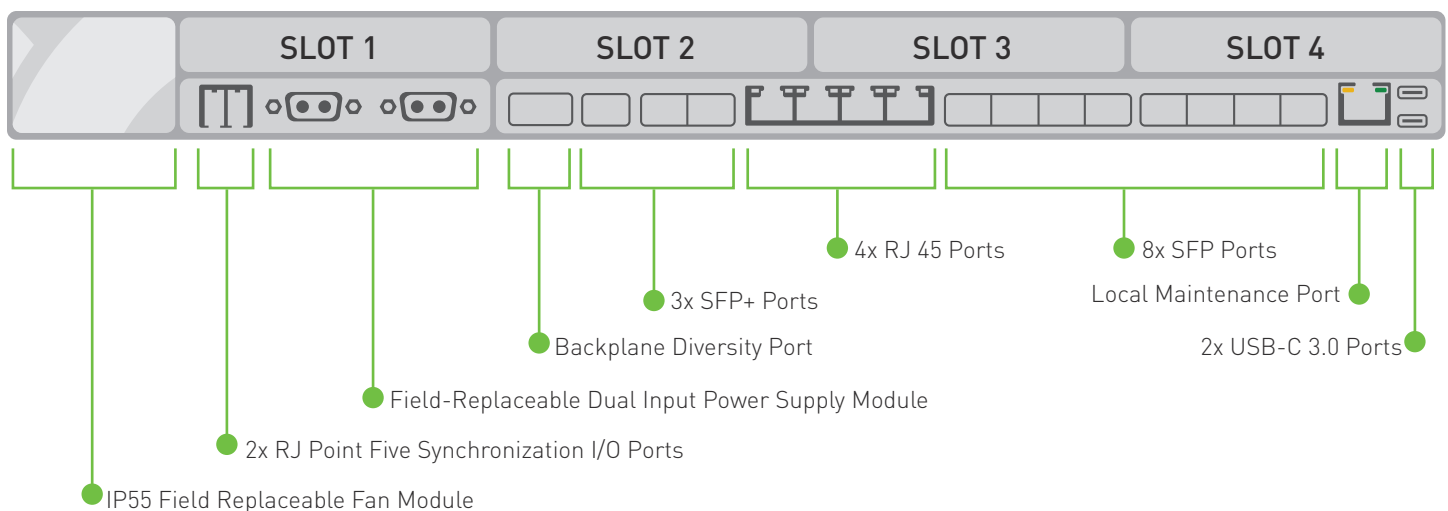 SLOT 1
SLOT 2
SLOT 3
SLOT 4
4x RJ 45 Ports
8x SFP Ports
Local Maintenance Port
3x SFP+ Ports
Backplane Diversity Port
2x USB-C 3.0 Ports
Field-Replaceable Dual Input Power Supply Module
2x RJ Point Five Synchronization I/O Ports
IP55 Field Replaceable Fan Module